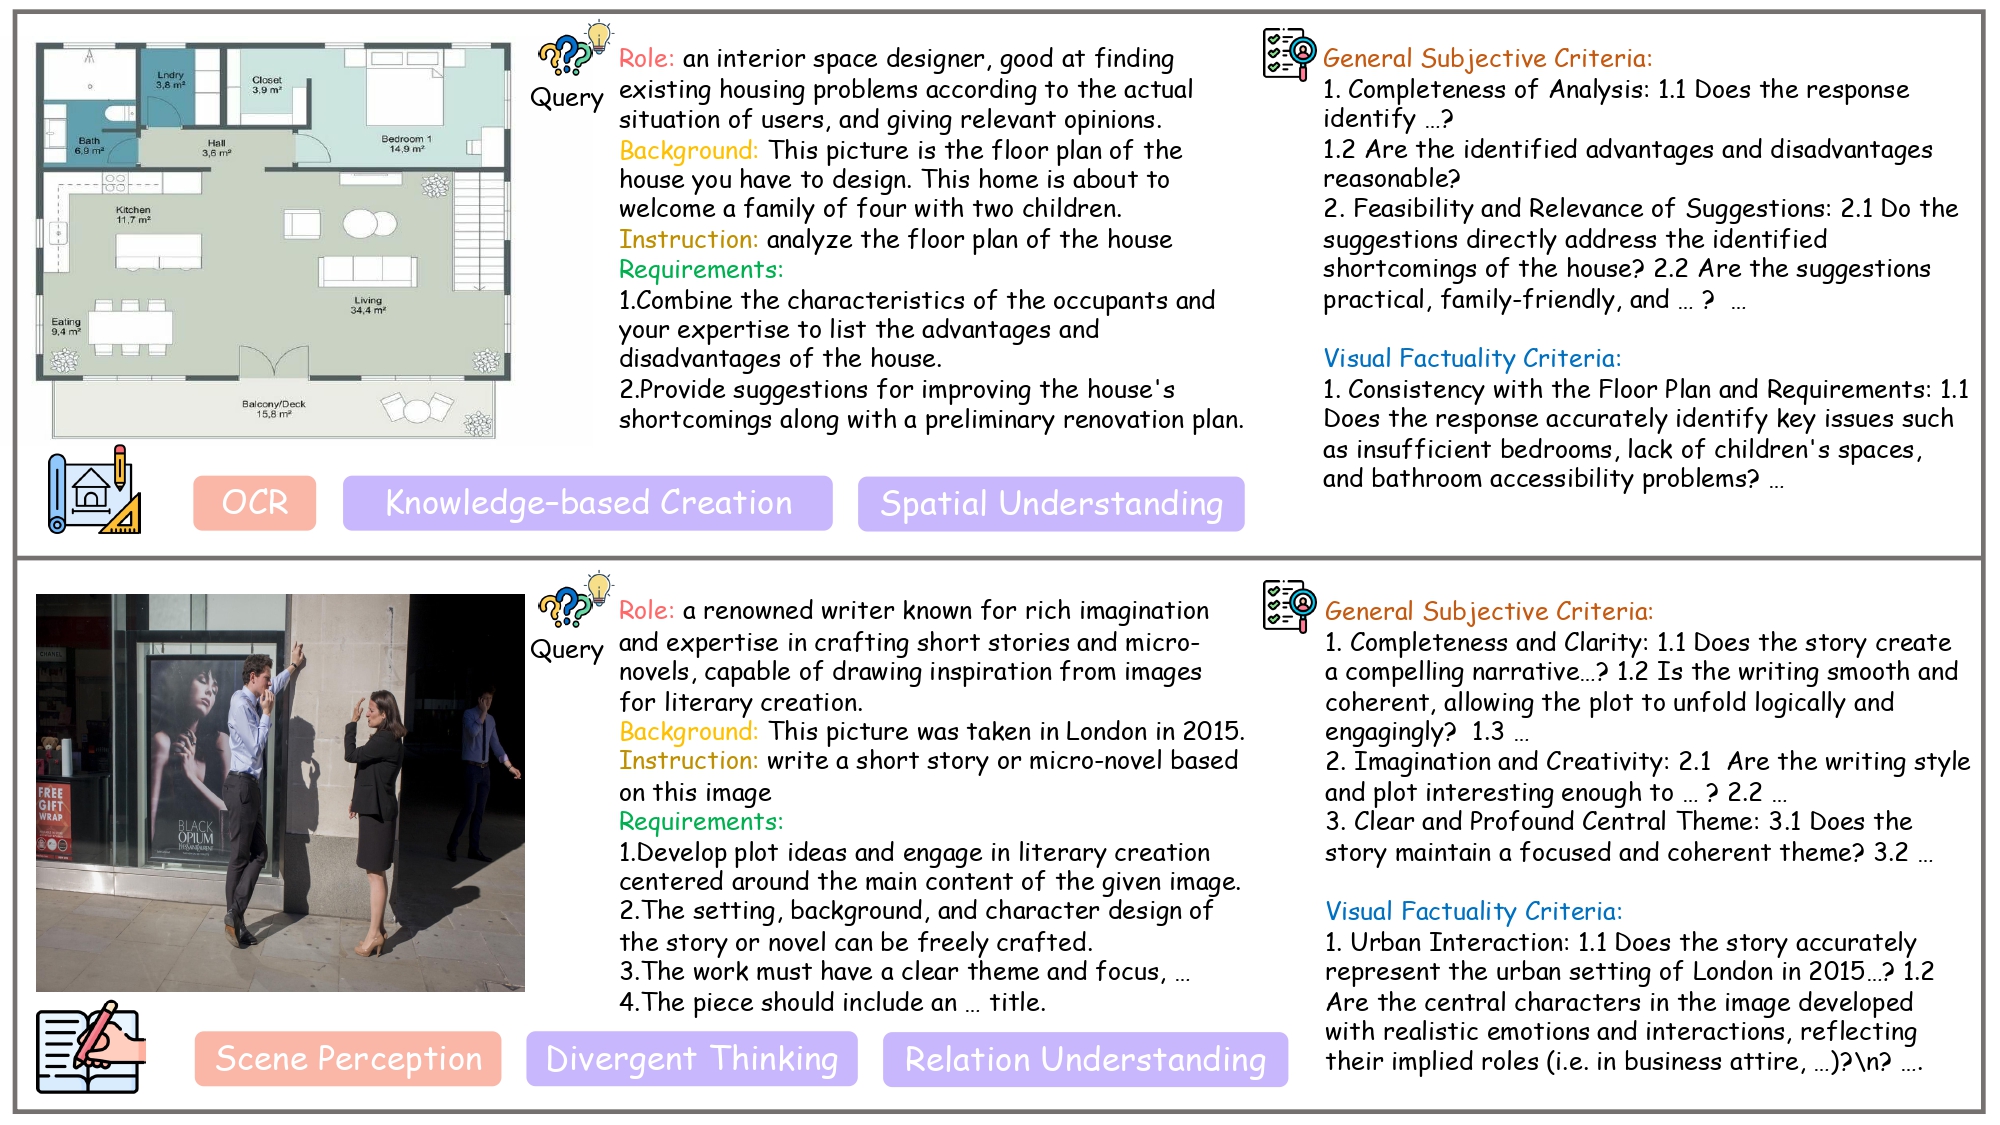 Lndry
3,8 m²
Closet
3,9 m²
Bath
6,9 m²
Hall
3,6 m²
Bedroom 1
14,9 m²
Kitchen
11,7 m²
Living
34,4 m²
Eating
9,4 m²
Balcony/Deck
15,8 m²
Query
Role: an interior space designer, good at finding
existing housing problems according to the actual
situation of users, and giving relevant opinions.
Background: This picture is the floor plan of the
house you have to design. This home is about to
welcome a family of four with two children.
Instruction: analyze the floor plan of the house
Requirements:
1.Combine the characteristics of the occupants and
your expertise to list the advantages and
disadvantages of the house.
2.Provide suggestions for improving the house's
shortcomings along with a preliminary renovation plan.
General Subjective Criteria:
1. Completeness of Analysis: 1.1 Does the response
identify ...?
1.2 Are the identified advantages and disadvantages
reasonable?
2. Feasibility and Relevance of Suggestions: 2.1 Do the
suggestions directly address the identified
shortcomings of the house? 2.2 Are the suggestions
practical, family-friendly, and ... ? ...
Visual Factuality Criteria:
1. Consistency with the Floor Plan and Requirements: 1.1
Does the response accurately identify key issues such
as insufficient bedrooms, lack of children's spaces,
and bathroom accessibility problems? ...
OCR
Knowledge-based Creation
Spatial Understanding
CHANEL
FREE
GIFT
WRAP
BLACK
OPIUM
Query
Role: a renowned writer known for rich imagination
and expertise in crafting short stories and micro-
novels, capable of drawing inspiration from images
for literary creation.
Background: This picture was taken in London in 2015.
Instruction: write a short story or micro-novel based
on this image
Requirements:
1.Develop plot ideas and engage in literary creation
centered around the main content of the given image.
2.The setting, background, and character design of
the story or novel can be freely crafted.
3.The work must have a clear theme and focus, ...
4.The piece should include an ... title.
General Subjective Criteria:
1. Completeness and Clarity: 1.1 Does the story create
a compelling narrative...? 1.2 Is the writing smooth and
coherent, allowing the plot to unfold logically and
engagingly? 1.3 ...
2. Imagination and Creativity: 2.1 Are the writing style
and plot interesting enough to ... ? 2.2 ...
3. Clear and Profound Central Theme: 3.1 Does the
story maintain a focused and coherent theme? 3.2 ...
Visual Factuality Criteria:
1. Urban Interaction: 1.1 Does the story accurately
represent the urban setting of London in 2015...? 1.2
Are the central characters in the image developed
with realistic emotions and interactions, reflecting
their implied roles (i.e. in business attire, ...)?\n? ....
Scene Perception
Divergent Thinking
Relation Understanding